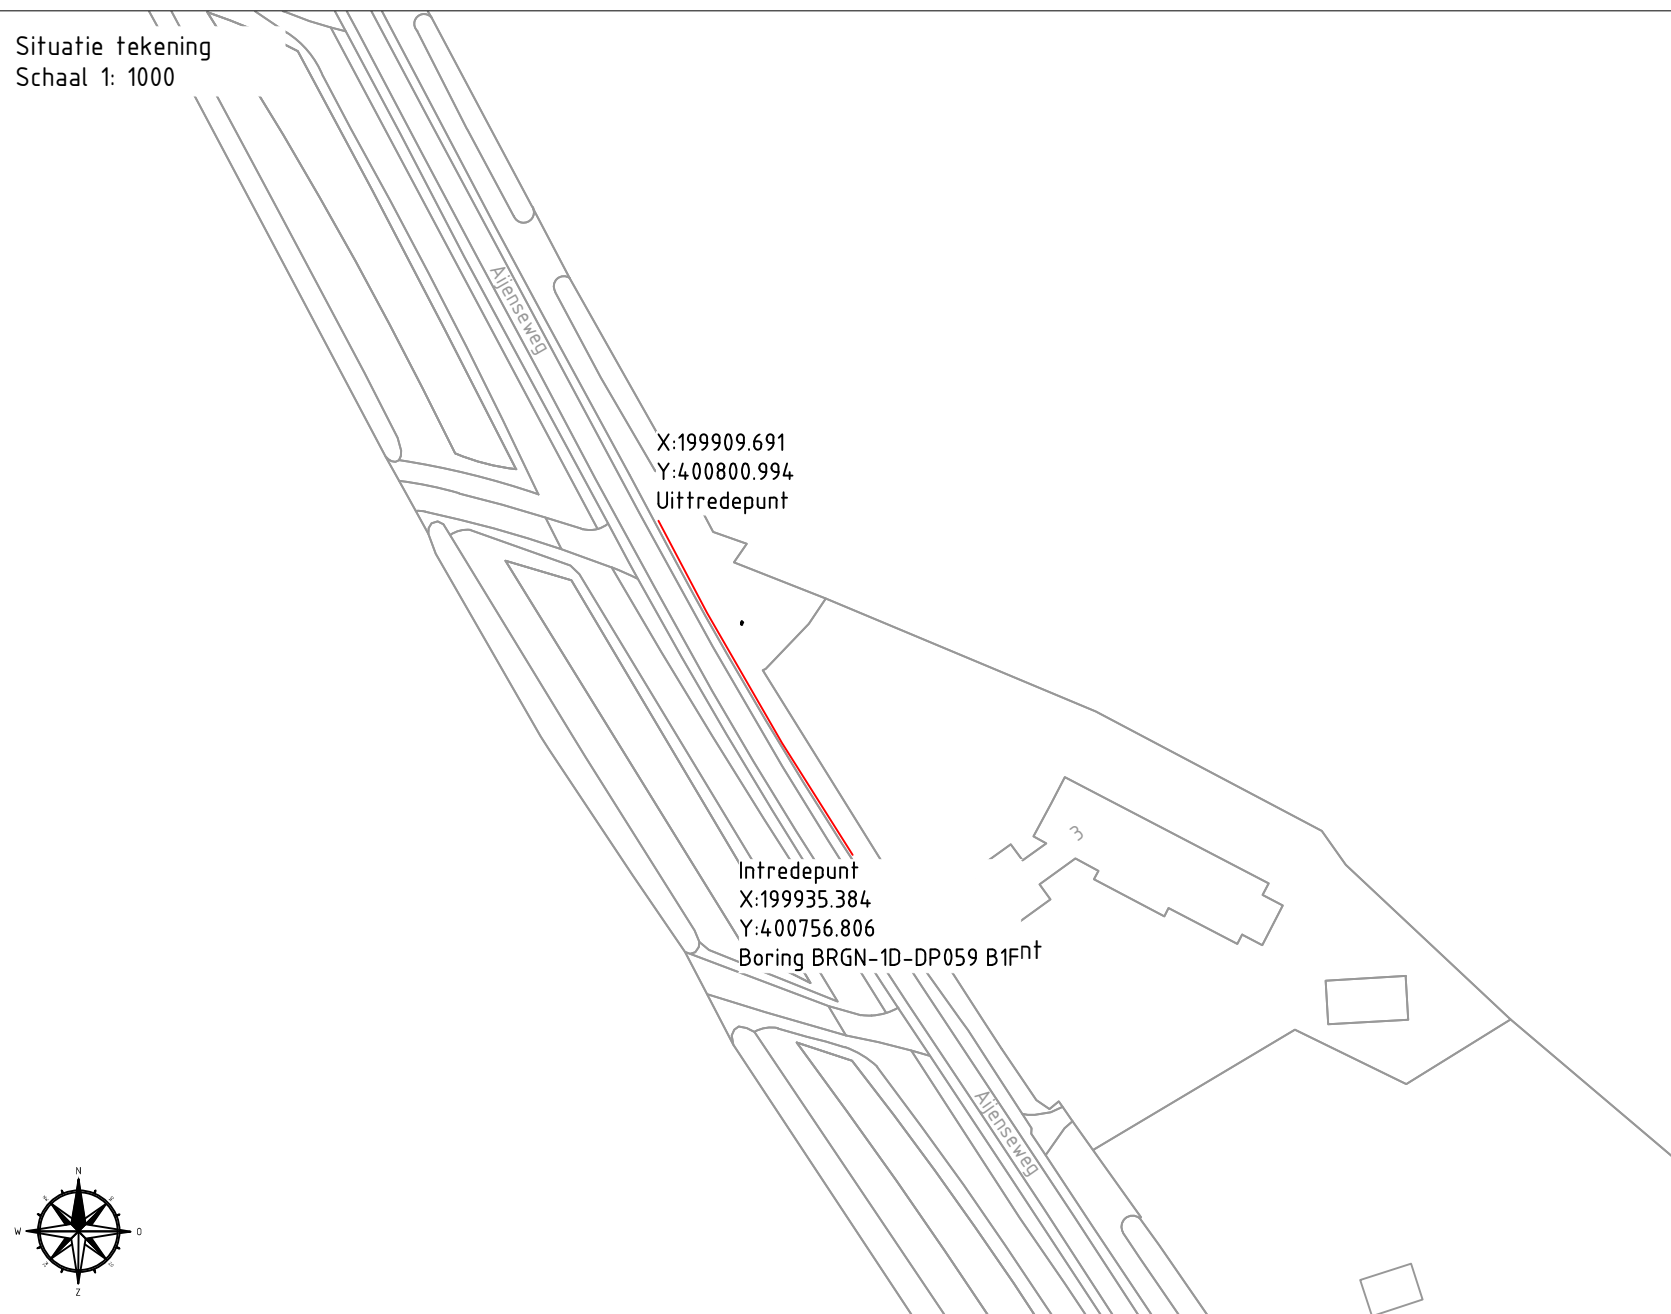 Situatie tekening
Schaal 1: 1000
Aijenseweg
X:199909.691
Y:400800.994
Uittredepunt
3
Intredepunt
X:199935.384
Y:400756.806
Boring BRGN-1D-DP059 B1F
nt
Aijenseweg
N
W
O
Z